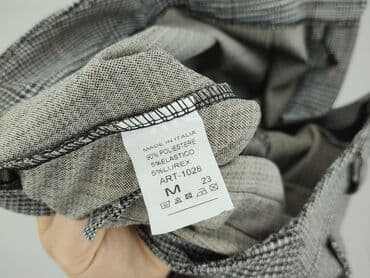 MADE IN ITALIA
90% POLIESTERE
5%ELASTICO
5%LUREX
ART-1028
M 23